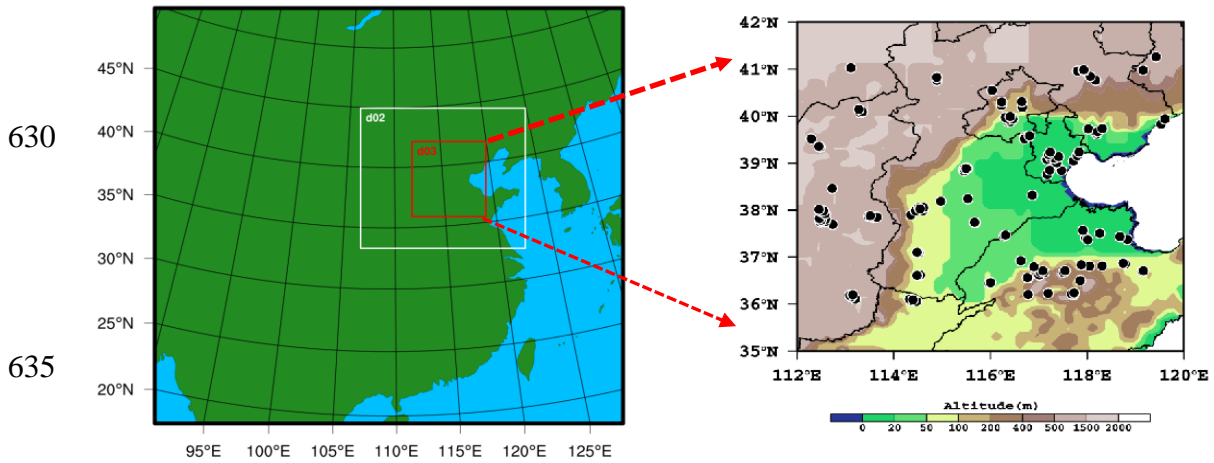 630
635
45°N
40°N
35°N
30°N
25°N
20°N
d02
d03
95°E 100°E 105°E 110°E 115°E 120°E 125°E
42°N
41°N
40°N
39°N
38°N
37°N
36°N
35°N
112°E 114°E 116°E 118°E 120°E
Altitude(m)
0 20 50 100 200 400 500 1500 2000